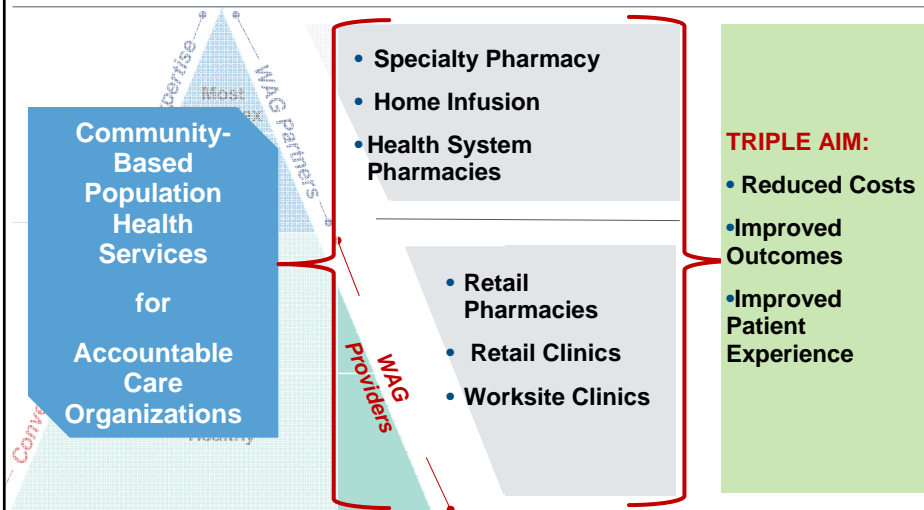 WAG Partners
Most
Community-
Based
Population
Health
Services
for
Accountable
Care
Organizations
WAG
Providers
• Specialty Pharmacy
• Home Infusion
• Health System
Pharmacies
• Retail
Pharmacies
• Retail Clinics
• Worksite Clinics
TRIPLE AIM:
• Reduced Costs
•Improved
Outcomes
•Improved
Patient
Experience